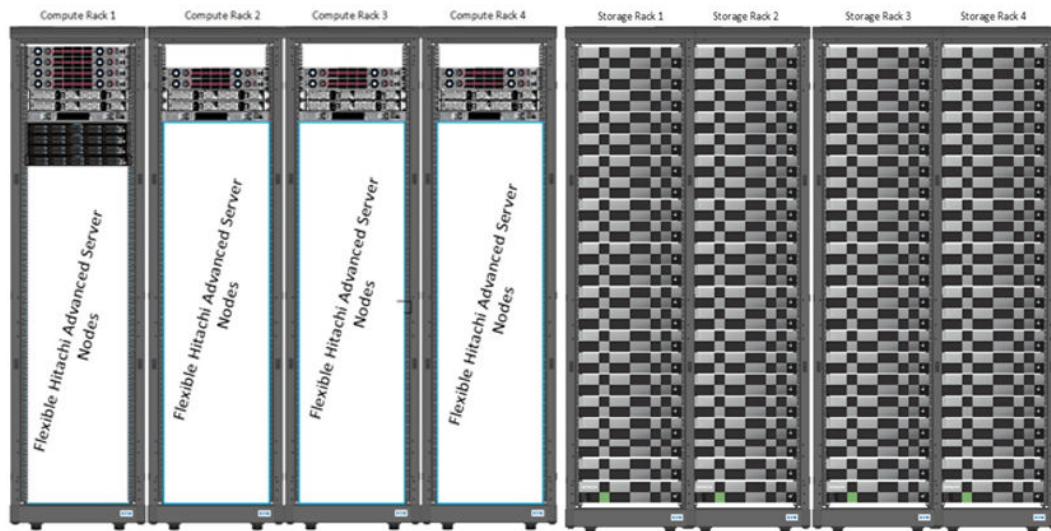 Compute Rack 1
Compute Rack 2
Compute Rack 3
Compute Rack 4
Storage Rack 1
Storage Rack 2
Storage Rack 3
Storage Rack 4
Flexible Hitachi Advanced Server
Nodes
Flexible Hitachi Advanced Server
Nodes
Flexible Hitachi Advanced Server
Nodes
Flexible Hitachi Advanced Server
Nodes